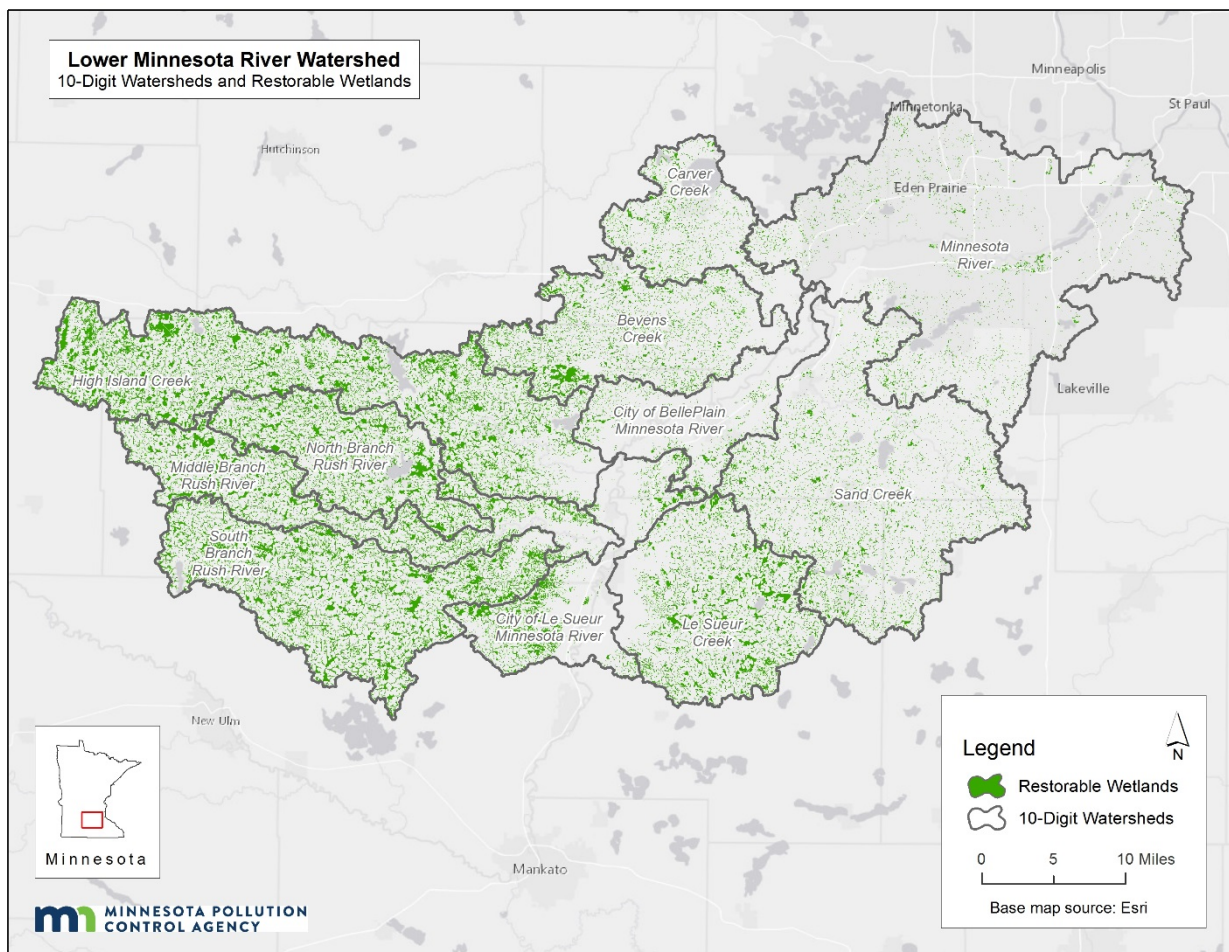 Lower Minnesota River Watershed
10-Digit Watersheds and Restorable Wetlands
Minneapolis
St Paul
Minnetonka
Hutchinson
Carver
Creek
Eden Prairie
Minnesota
River
Bevens
Creek
High Island Creek
Lakeville
City of BellePlain
Minnesota River
North Branch
Rush River
Middle Branch
Rush River
Sand Creek
South
Branch
Rush River
City of Le Sueur
Minnesota River
Le Sueur
Creek
New Ulm
Mankato
Minnesota
MINNESOTA POLLUTION
CONTROL AGENCY
Legend
N
Restorable Wetlands
10-Digit Watersheds
0 5 10 Miles
Base map source: Esri